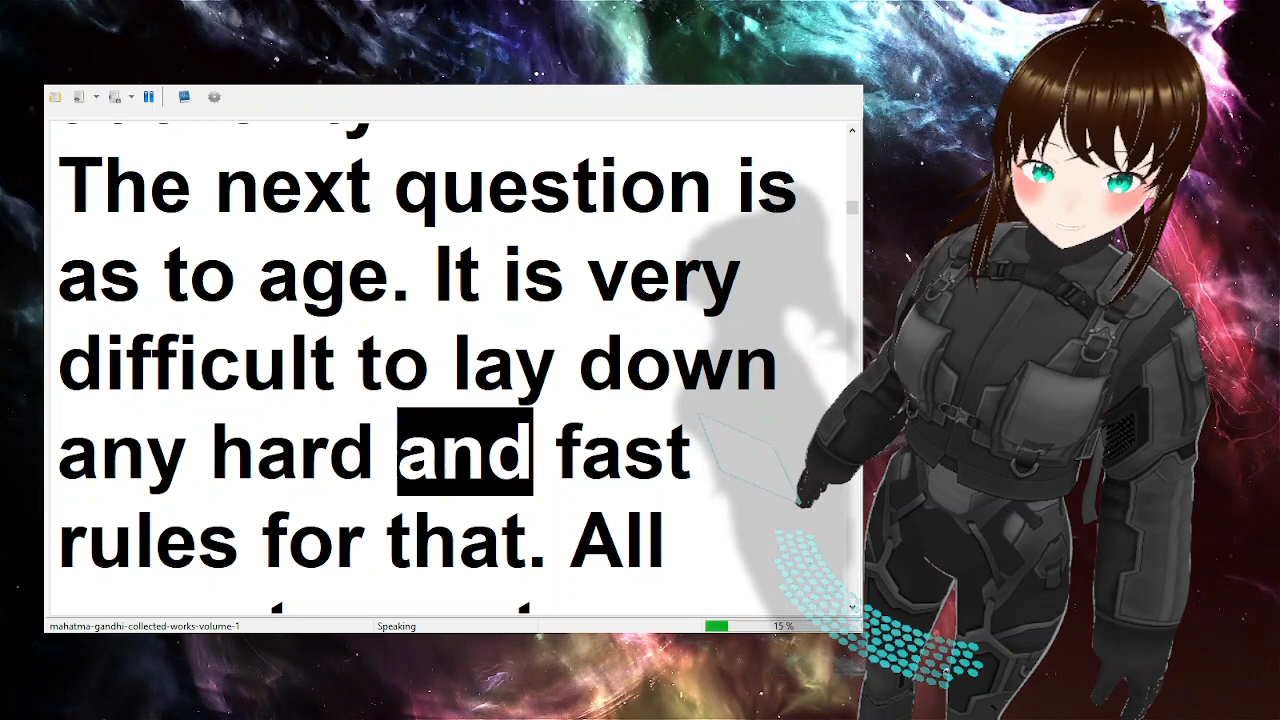 The next question is
as to age. It is very
difficult to lay down
any hard and fast
rules for that. All
mahatma-gandhi-collected-works-volume-1
Speaking
15 %